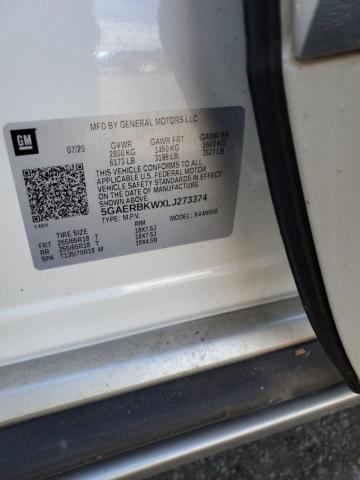 GM
MFD BY GENERAL MOTORS LLC
07/20 GVWR GAWR FRT GAWR RR
2800 KG 1450 KG 1600 KG
6173 LB 3196 LB 3527 LB
THIS VEHICLE CONFORMS TO ALL
APPLICABLE U.S. FEDERAL MOTOR
VEHICLE SAFETY STANDARDS IN EFFECT
ON THE DATE OF MANUFACTURE SHOWN ABOVE.
5GAERBKWXLJ273374
TYPE: M.P.V. MODEL:
TIRE SIZE RIM
FRT 255/65R18 T 18X7.5J
RR 255/65R18 T 18X7.5J
SPA T135/70R18 M 18X4.5B